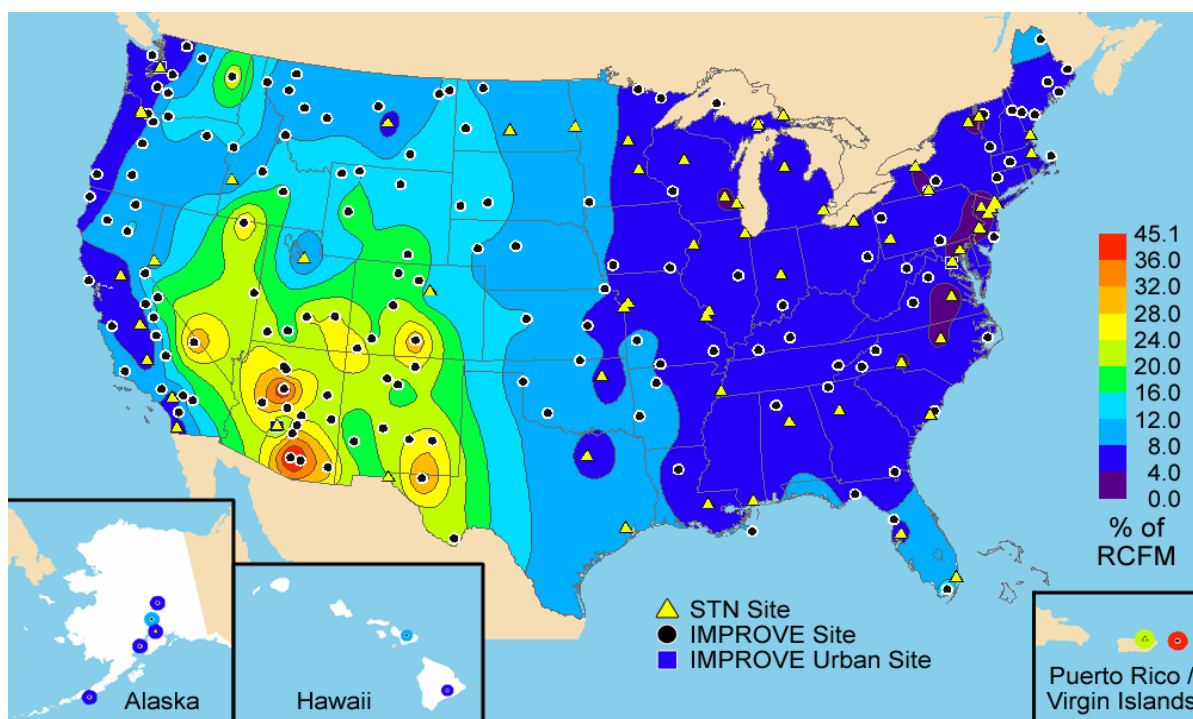 45.1
36.0
32.0
28.0
24.0
20.0
16.0
12.0
8.0
4.0
0.0
% of
RCFM
STN Site
IMPROVE Site
IMPROVE Urban Site
Alaska
Hawaii
Puerto Rico /
Virgin Islands